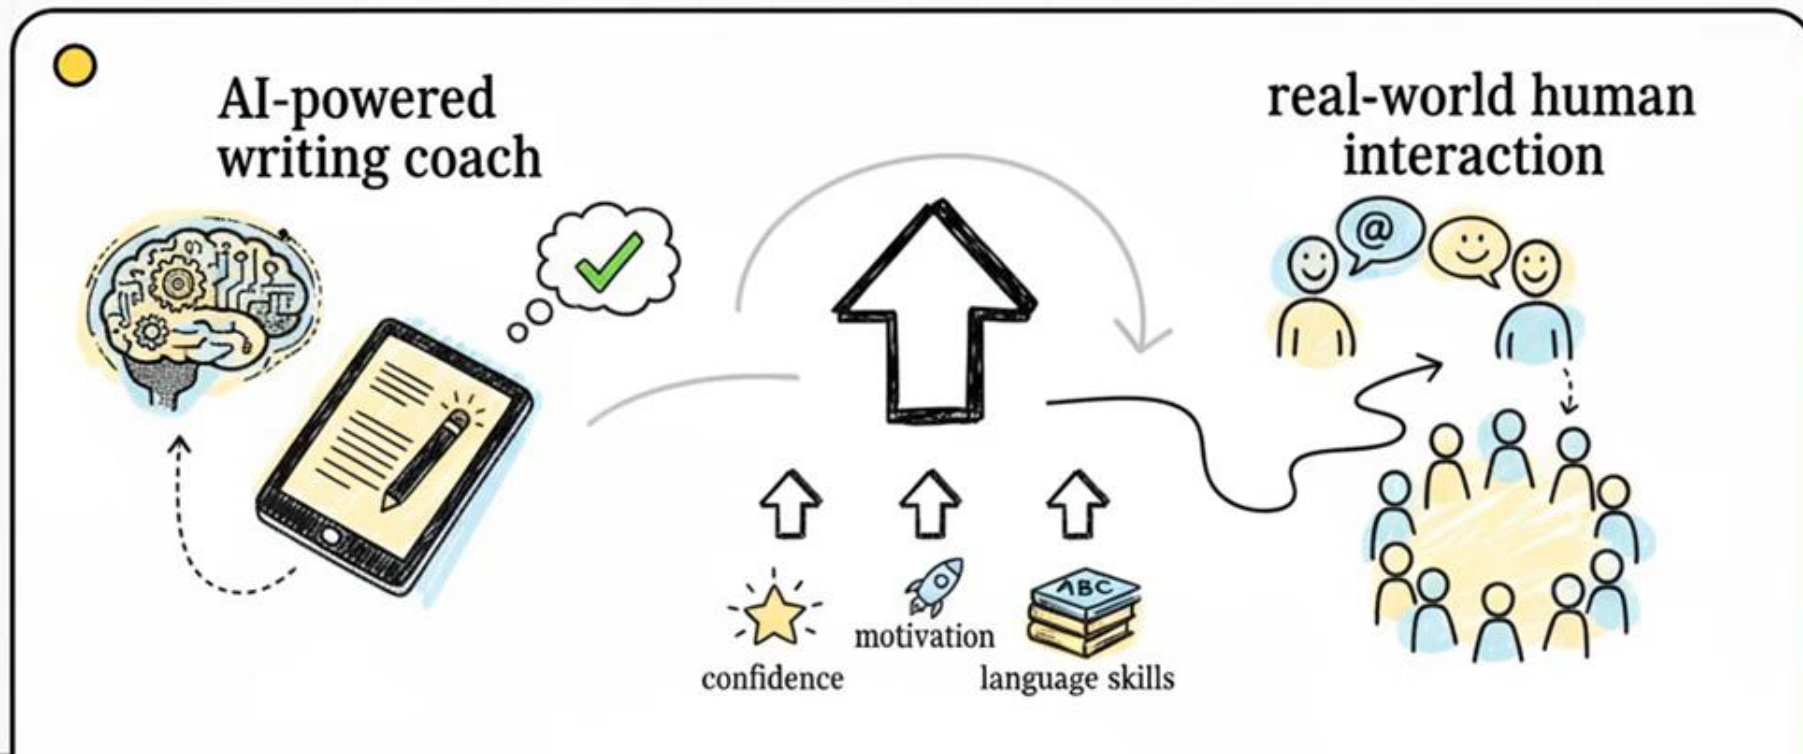 AI-powered
writing coach
real-world human
interaction
@
ABC
confidence
motivation
language skills